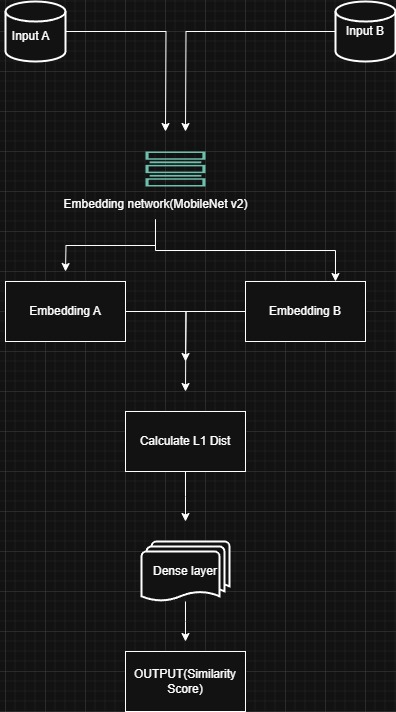 Input A
Input B
Embedding network(MobileNet v2)
Embedding A
Embedding B
Calculate L1 Dist
Dense layer
OUTPUT(Similarity
Score)